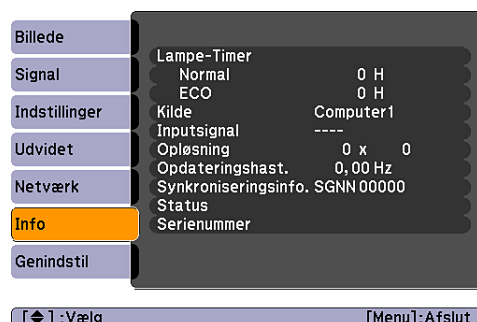 Billede
Signal
Indstillinger
Udvidet
Netværk
Info
Genindstil
Lampe-Timer
Normal 0 H
ECO 0 H
Kilde Computer1
Inputsignal ----
Opløsning 0 x 0
Opdateringshast. 0,00 Hz
Synkroniseringsinfo. SGNN 00000
Status
Serienummer
[◆] :Vælg [Menu]:Afslut